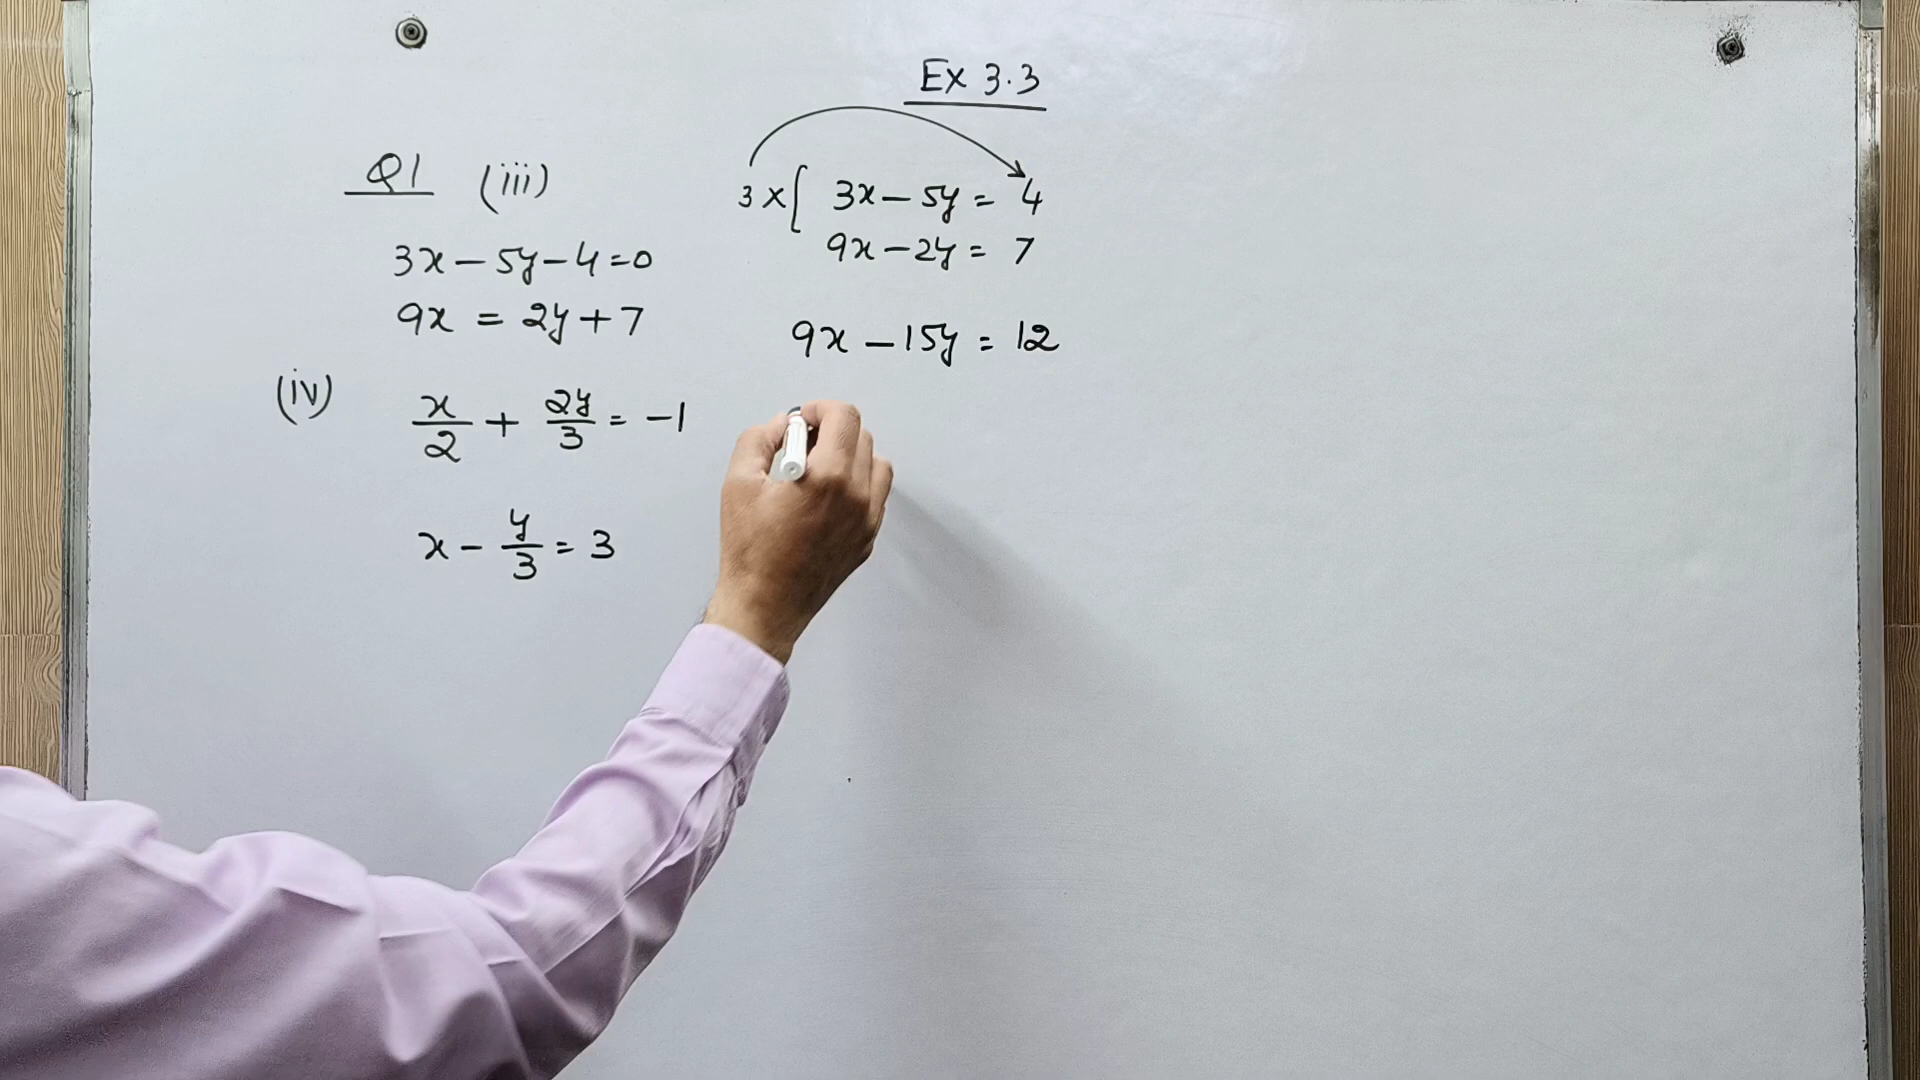 Ex 3.3
Q1 (iii)
3x - 5y - 4 = 0
9x = 2y + 7
(iv)
x/2 + 2y/3 = -1
x - y/3 = 3
3 × [ 3x - 5y = 4
9x - 2y = 7
9x - 15y = 12